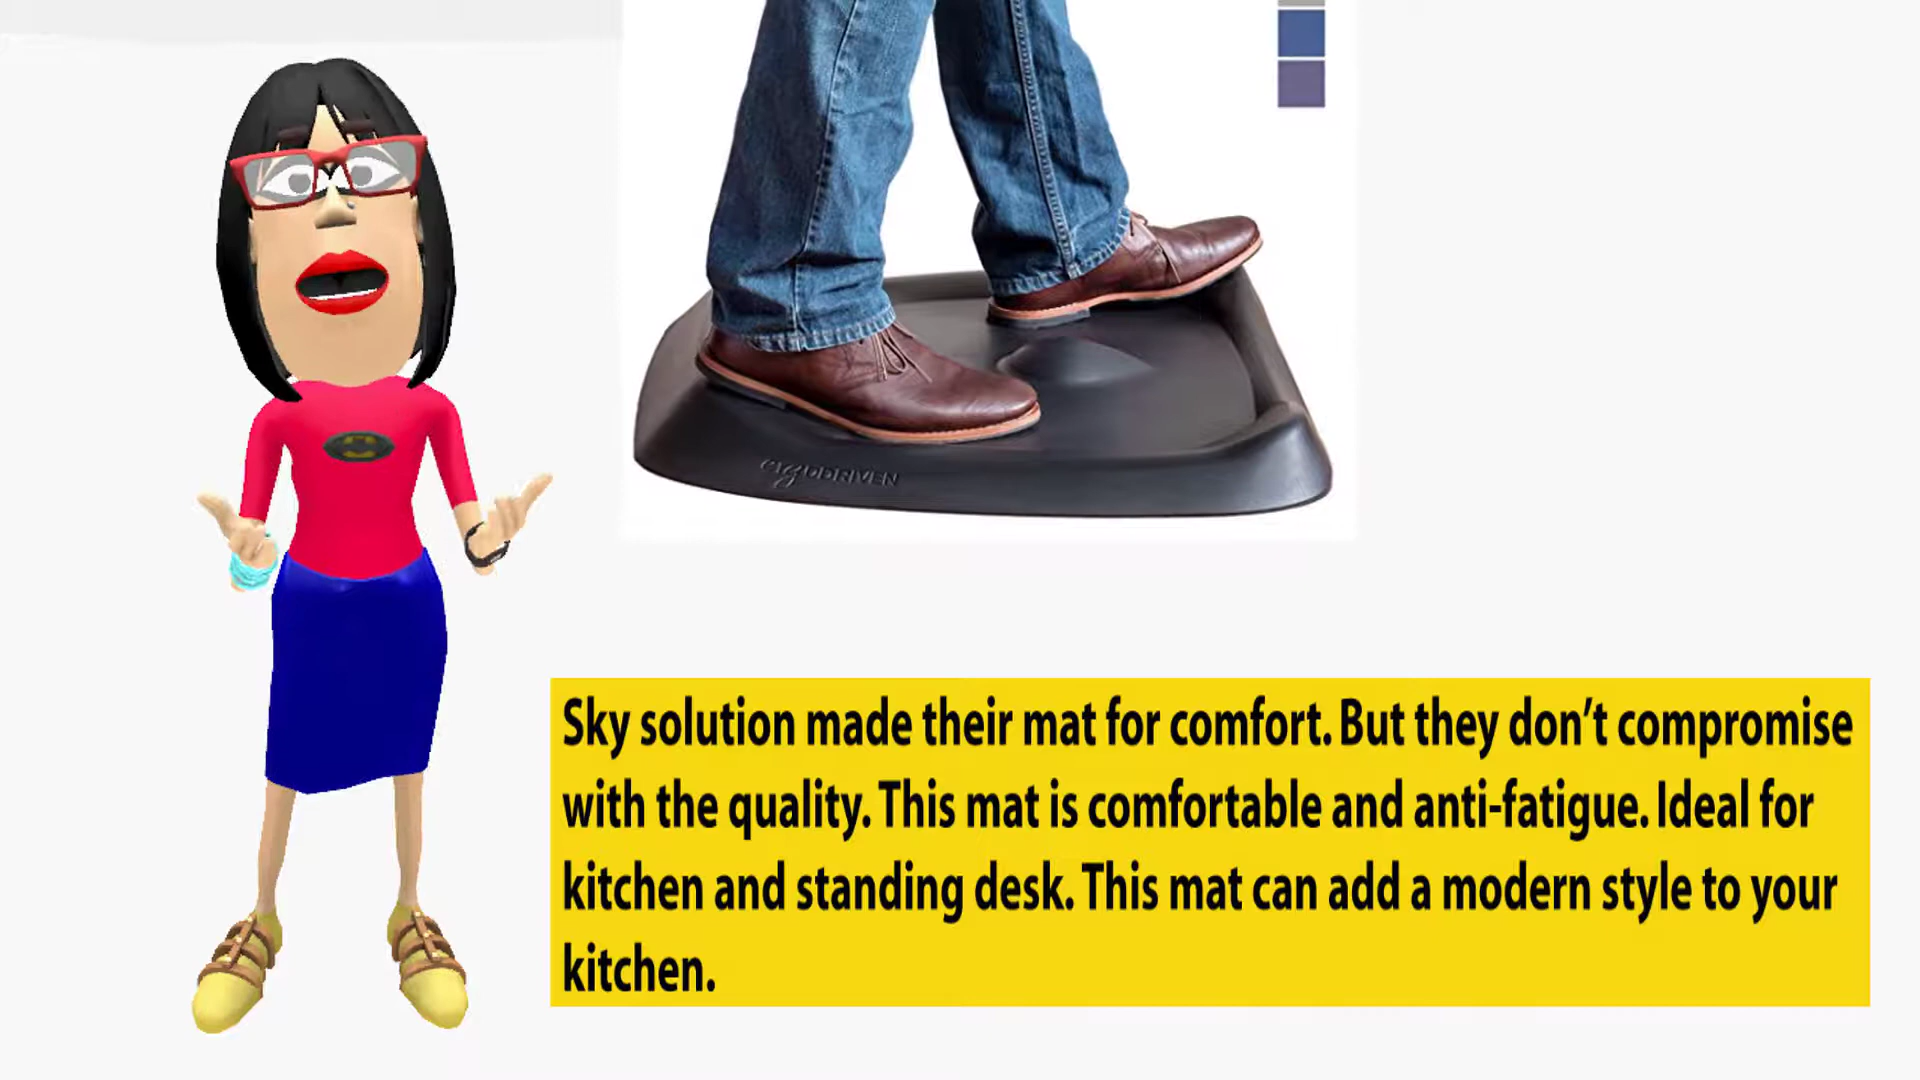 DRIVEN
Sky solution made their mat for comfort. But they don’t compromise
with the quality. This mat is comfortable and anti-fatigue. Ideal for
kitchen and standing desk. This mat can add a modern style to your
kitchen.